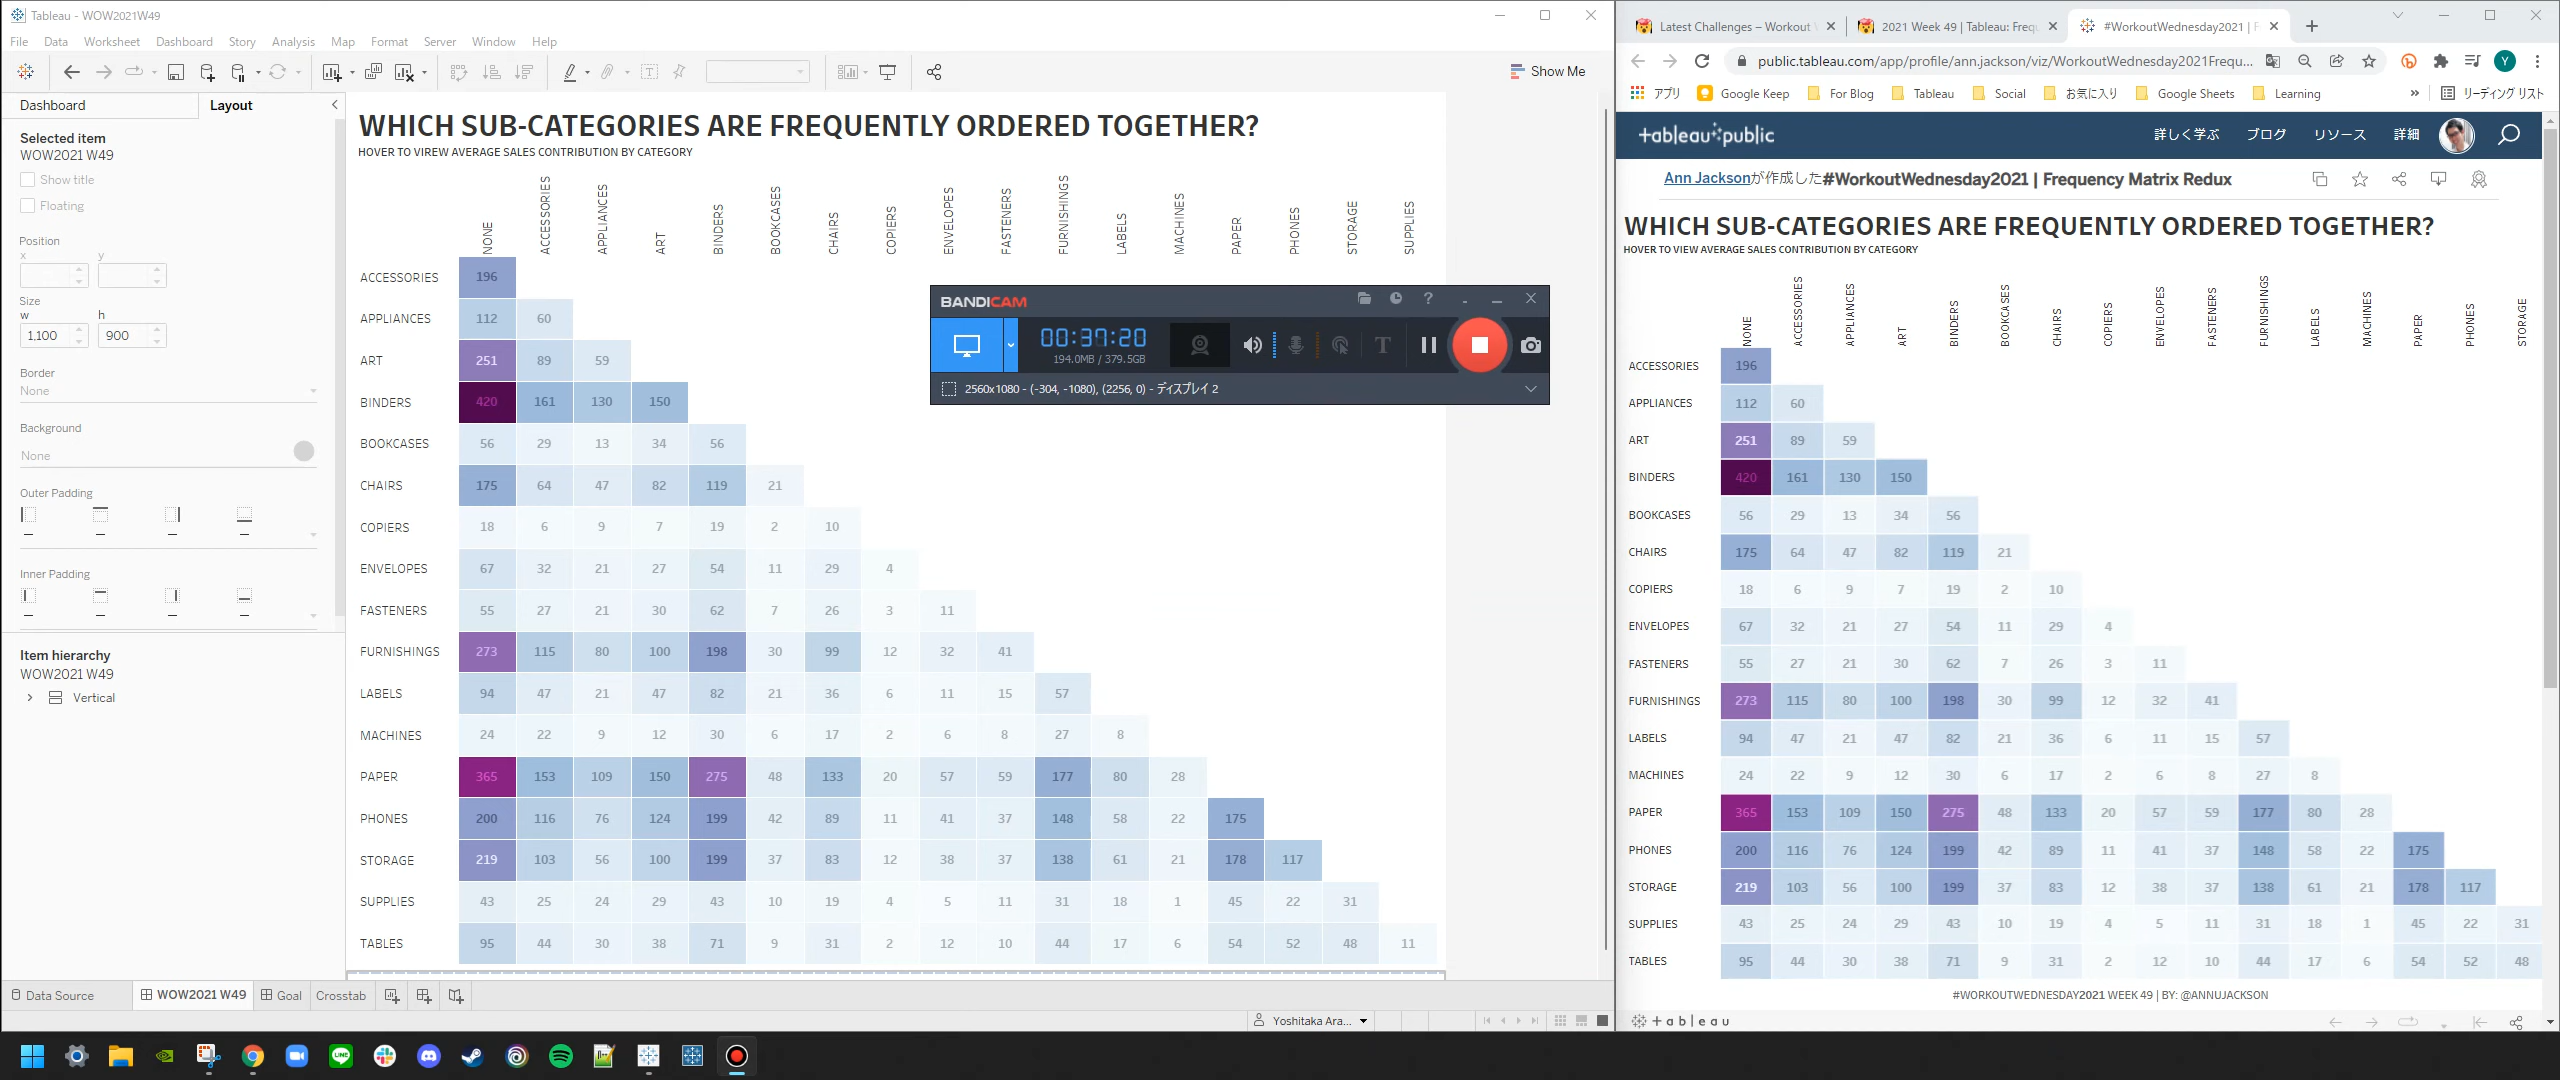 Tableau - WOW2021W49
File Data Worksheet Dashboard Story Analysis Map Format Server Window Help
Show Me
Dashboard Layout
Selected item
WOW2021 W49
Show title
Floating
Position
x y
Size
w h
1,100 900
Border
None
Background
None
Outer Padding
Inner Padding
Item hierarchy
WOW2021 W49
Vertical
WHICH SUB-CATEGORIES ARE FREQUENTLY ORDERED TOGETHER?
HOVER TO VIREW AVERAGE SALES CONTRIBUTION BY CATEGORY
NONE ACCESSORIES APPLIANCES ART BINDERS BOOKCASES CHAIRS COPIERS ENVELOPES FASTENERS FURNISHINGS LABELS MACHINES PAPER PHONES STORAGE SUPPLIES
ACCESSORIES 196
APPLIANCES 112 60
ART 251 89 59
BINDERS 420 161 130 150
BOOKCASES 56 29 13 34 56
CHAIRS 175 64 47 82 119 21
COPIERS 18 6 9 7 19 2 10
ENVELOPES 67 32 21 27 54 11 29 4
FASTENERS 55 27 21 30 62 7 26 3 11
FURNISHINGS 273 115 80 100 198 30 99 12 32 41
LABELS 94 47 21 47 82 21 36 6 11 15 57
MACHINES 24 22 9 12 30 6 17 2 6 8 27 8
PAPER 365 153 109 150 275 48 133 20 57 59 177 80 28
PHONES 200 116 76 124 199 42 89 11 41 37 148 58 22 175
STORAGE 219 103 56 100 199 37 83 12 38 37 138 61 21 178 117
SUPPLIES 43 25 24 29 43 10 19 4 5 11 31 18 1 45 22 31
TABLES 95 44 30 38 71 9 31 2 12 10 44 17 6 54 52 48 11
BANDICAM
00:37:20
194.0MB / 379.5GB
2560x1080 - (-304, -1080), (2256, 0) - ディスプレイ 2
Data Source WOW2021 W49 Goal Crosstab
Yoshitaka Ara...
Latest Challenges – Workout 2021 Week 49 | Tableau: Freq #WorkoutWednesday2021 | F
public.tableau.com/app/profile/ann.jackson/viz/WorkoutWednesday2021Frequ...
Y
アプリ Google Keep For Blog Tableau Social お気に入り Google Sheets Learning » リーディング リスト
tableau public 詳しく学ぶ ブログ リソース 詳細
Ann Jacksonが作成した#WorkoutWednesday2021 | Frequency Matrix Redux
WHICH SUB-CATEGORIES ARE FREQUENTLY ORDERED TOGETHER?
HOVER TO VIEW AVERAGE SALES CONTRIBUTION BY CATEGORY
NONE ACCESSORIES APPLIANCES ART BINDERS BOOKCASES CHAIRS COPIERS ENVELOPES FASTENERS FURNISHINGS LABELS MACHINES PAPER PHONES STORAGE
ACCESSORIES 196
APPLIANCES 112 60
ART 251 89 59
BINDERS 420 161 130 150
BOOKCASES 56 29 13 34 56
CHAIRS 175 64 47 82 119 21
COPIERS 18 6 9 7 19 2 10
ENVELOPES 67 32 21 27 54 11 29 4
FASTENERS 55 27 21 30 62 7 26 3 11
FURNISHINGS 273 115 80 100 198 30 99 12 32 41
LABELS 94 47 21 47 82 21 36 6 11 15 57
MACHINES 24 22 9 12 30 6 17 2 6 8 27 8
PAPER 365 153 109 150 275 48 133 20 57 59 177 80 28
PHONES 200 116 76 124 199 42 89 11 41 37 148 58 22 175
STORAGE 219 103 56 100 199 37 83 12 38 37 138 61 21 178 117
SUPPLIES 43 25 24 29 43 10 19 4 5 11 31 18 1 45 22 31
TABLES 95 44 30 38 71 9 31 2 12 10 44 17 6 54 52 48
#WORKOUTWEDNESDAY2021 WEEK 49 | BY: @ANNUJACKSON
tableau